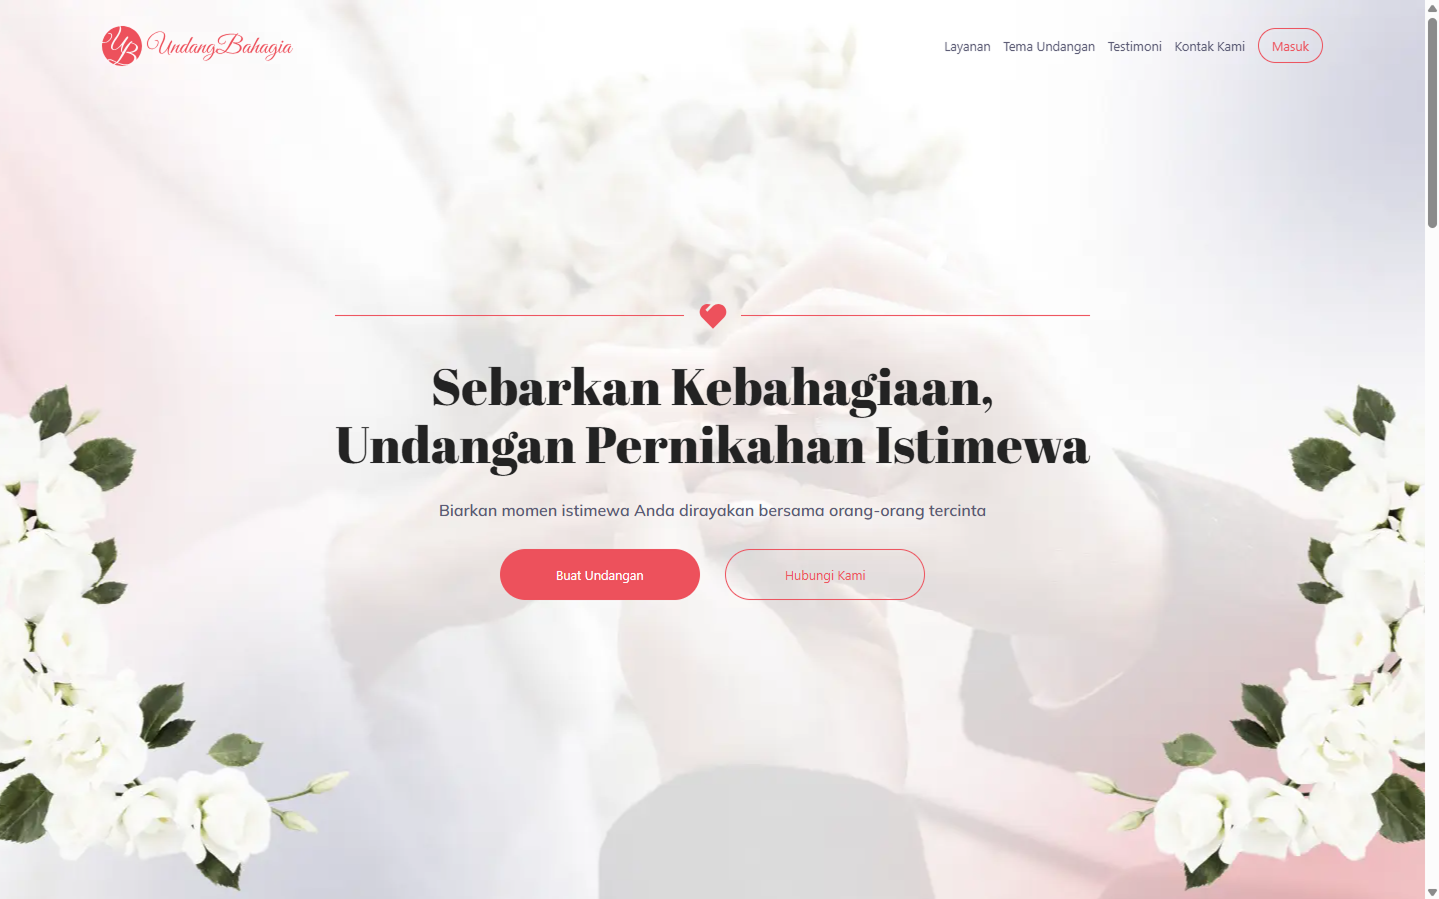 UB UndangBahagia
Layanan Tema Undangan Testimoni Kontak Kami Masuk
Sebarkan Kebahagiaan,
Undangan Pernikahan Istimewa
Biarkan momen istimewa Anda dirayakan bersama orang-orang tercinta
Buat Undangan Hubungi Kami